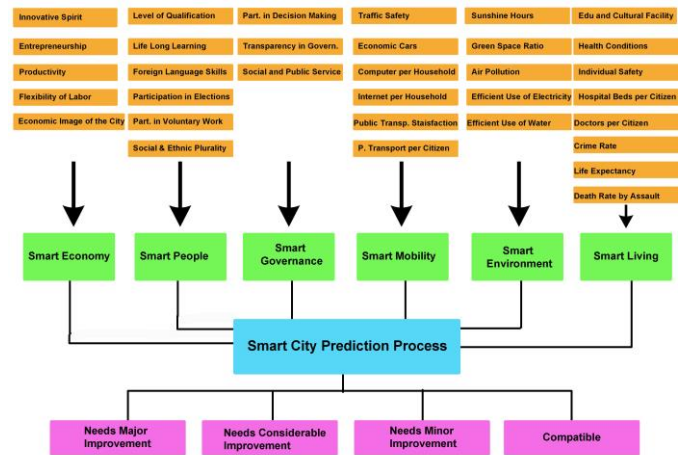 Innovative Spirit
Entrepreneurship
Productivity
Flexibility of Labor
Economic Image of the City
Level of Qualification
Life Long Learning
Foreign Language Skills
Participation in Elections
Part. in Voluntary Work
Social & Ethnic Plurality
Part. in Decision Making
Transparency in Govern.
Social and Public Service
Traffic Safety
Economic Cars
Computer per Household
Internet per Household
Public Transp. Staisfaction
P. Transport per Citizen
Sunshine Hours
Green Space Ratio
Air Pollution
Efficient Use of Electricity
Efficient Use of Water
Edu and Cultural Facility
Health Conditions
Individual Safety
Hospital Beds per Citizen
Doctors per Citizen
Crime Rate
Life Expectancy
Death Rate by Assault
Smart Economy
Smart People
Smart
Governance
Smart Mobility
Smart
Environment
Smart Living
Smart City Prediction Process
Needs Major
Improvement
Needs Considerable
Improvement
Needs Minor
Improvement
Compatible